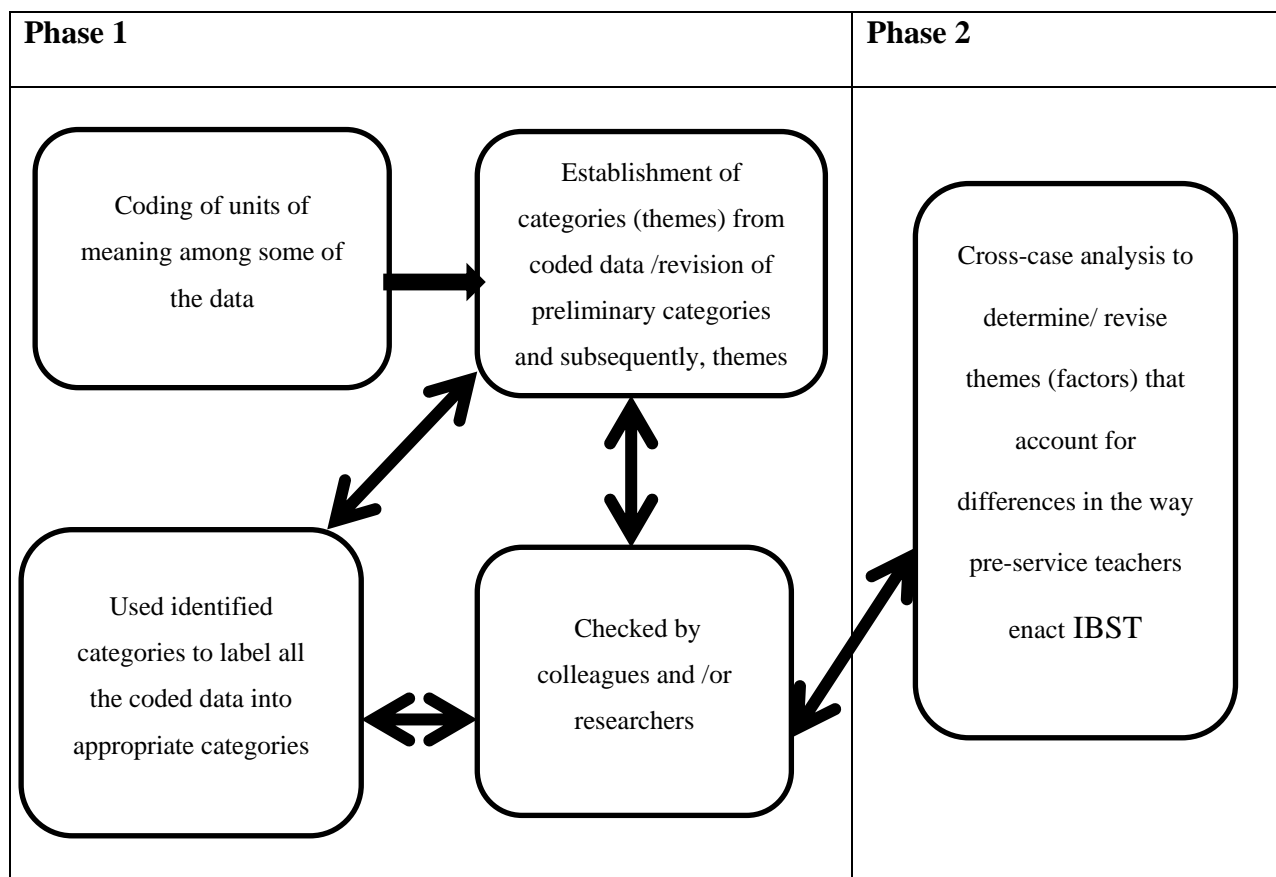 Phase 1
Phase 2
Coding of units of
meaning among some of
the data
Establishment of
categories (themes) from
coded data /revision of
preliminary categories
and subsequently, themes
Used identified
categories to label all
the coded data into
appropriate categories
Checked by
colleagues and /or
researchers
Cross-case analysis to
determine/ revise
themes (factors) that
account for
differences in the way
pre-service teachers
enact IBST